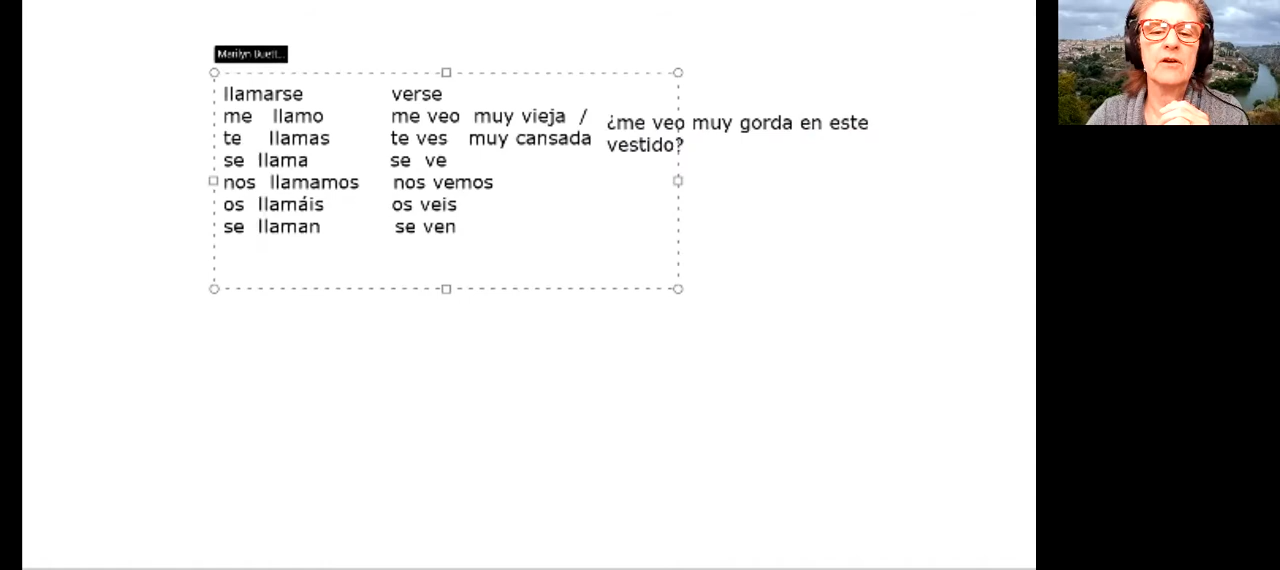 Marilyn Buett...
llamarse verse
me llamo me veo muy vieja /
te llamas te ves muy cansada
se llama se ve
nos llamamos nos vemos
os llamáis os veis
se llaman se ven
¿me veo muy gorda en este
vestido?